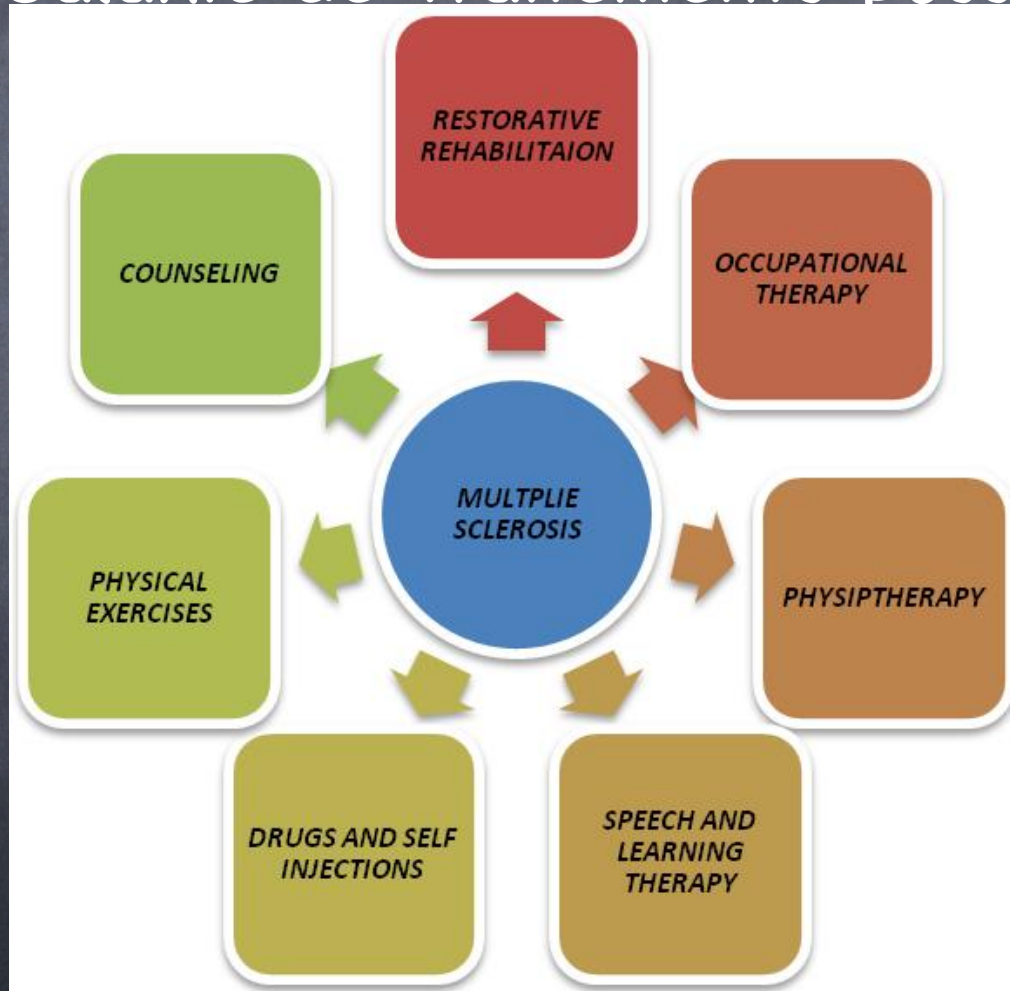 RESTORATIVE
REHABILITAION
OCCUPATIONAL
THERAPY
PHYSIPTHERAPY
SPEECH AND
LEARNING
THERAPY
DRUGS AND SELF
INJECTIONS
PHYSICAL
EXERCISES
COUNSELING
MULTPLIE
SCLEROSIS